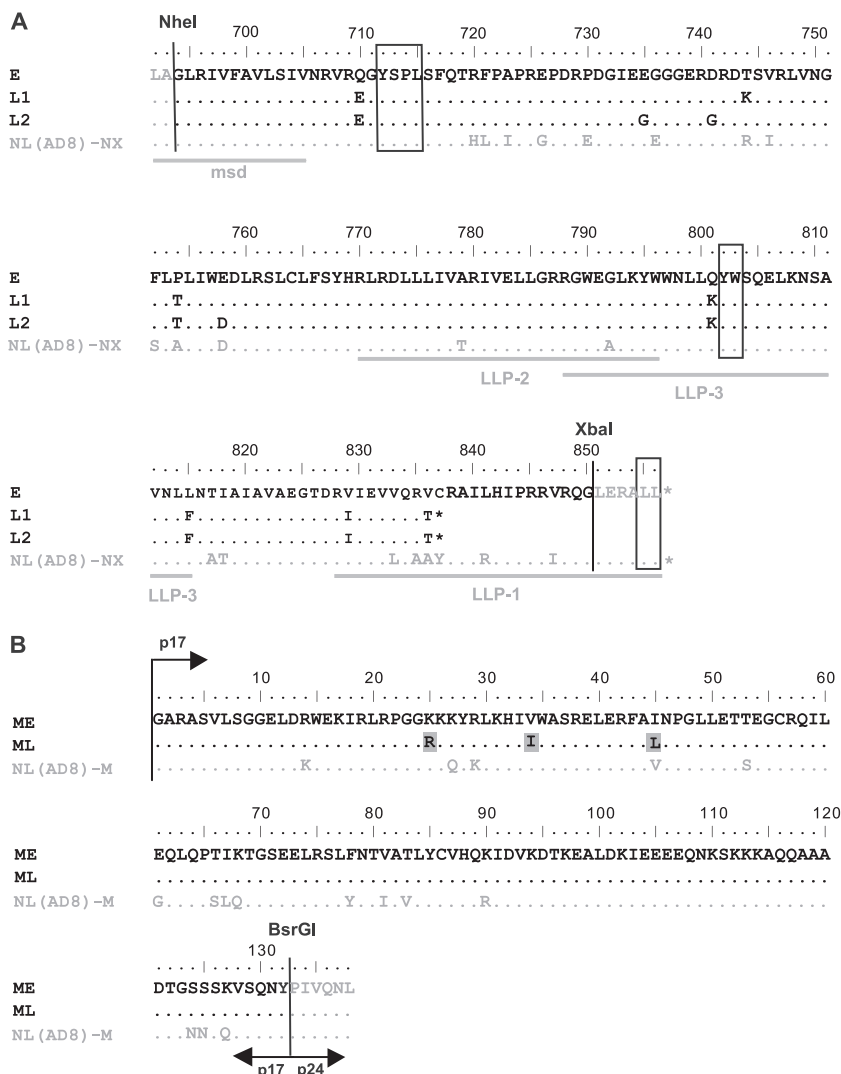 A
NheI
700 710 720 730 740 750
E LAGLRIVFAVLSIVNRVRQGYSPLSFQTRFPAPREPDRPDGIEEGGGERDRDTSVRLVNG
L1 ..................E.................................K.......
L2 ..................E........................G.....G..........
NL(AD8)-NX ............................HL.I..G...E.....E.......R.I.....
msd
760 770 780 790 800 810
E FLPLIWEDLRSLCLFSYHRLRDLLLIVARIVELLGRRGWEGLKYWWNLLQYWSQELKNSA
L1 ..T..............................................K..........
L2 ..T...D..........................................K..........
NL(AD8)-NX S.A...D....................T............A...................
LLP-2
LLP-3
XbaI
820 830 840 850
E VNLLNTIAIAVAEGTDRVIEVVQRVCRAILHIPRRVRQGLERALL*
L1 ...F.............I......T*
L2 ...F.............I......T*
NL(AD8)-NX .....AT..............L.AAY...R.....I.........*
LLP-3 LLP-1
B
p17
10 20 30 40 50 60
ME GARASVLSGGELDRWEKIRLRPGGKKKYRLKHIVWASRELERFAINPGLLETTEGCRQIL
ML ........................R........I..........L...............
NL(AD8)-M .............K............Q.R...............V.......S.......
70 80 90 100 110 120
ME EQLQPTIKTGSEELRSLFNTVATLYCVHQKIDVKDTKEALDKIEEEEQNKSKKKAQQAAA
ML ............................................................
NL(AD8)-M G....SLQ.........Y..I.V......R..............................
BsrGI
130
ME DTGSSSKVSQNYPIVQNL
ML ..................
NL(AD8)-M ...NN.Q...........
p17 p24